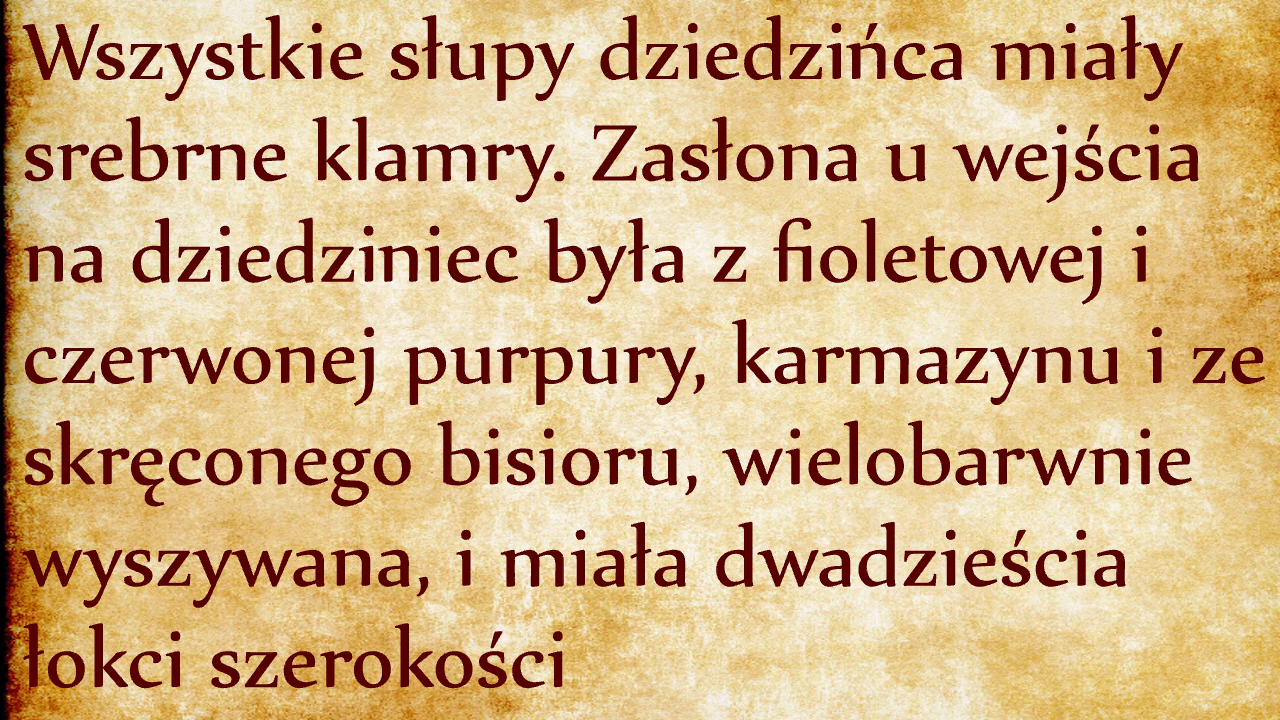 Wszystkie słupy dziedzińca miały
srebrne klamry. Zasłona u wejścia
na dziedziniec była z fioletowej i
czerwonej purpury, karmazynu i ze
skręconego bisioru, wielobarwnie
wyszywana, i miała dwadzieścia
łokci szerokości